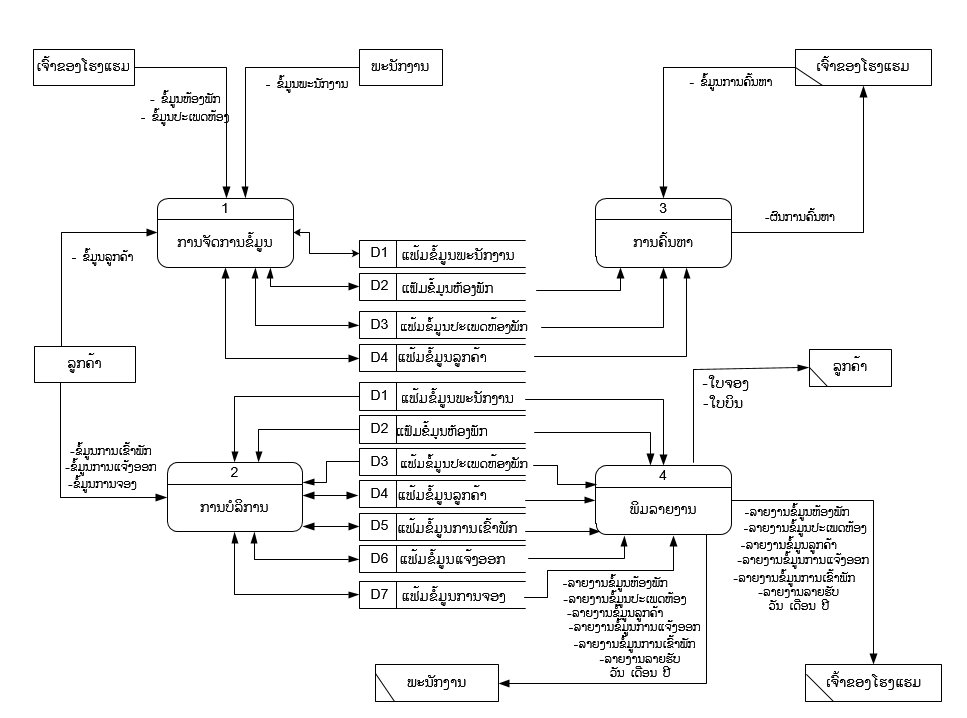 ເຈົ້າຂອງໂຮງແຮມ
ພະນັກງານ
ເຈົ້າຂອງໂຮງແຮມ
- ຂໍ້ມູນພະນັກງານ
- ຂໍ້ມູນການຄົ້ນຫາ
- ຂໍ້ມູນຫ້ອງພັກ
- ຂໍ້ມູນປະເພດຫ້ອງ
1
ການຈັດການຂໍ້ມູນ
3
ການຄົ້ນຫາ
-ຜົນການຄົ້ນຫາ
- ຂໍ້ມູນລູກຄ້າ
D1 ແຟ້ມຂໍ້ມູນພະນັກງານ
D2 ແຟ້ມຂໍ້ມູນຫ້ອງພັກ
D3 ແຟ້ມຂໍ້ມູນປະເພດຫ້ອງພັກ
D4 ແຟ້ມຂໍ້ມູນລູກຄ້າ
ລູກຄ້າ
ລູກຄ້າ
-ໃບຈອງ
-ໃບບິນ
D1 ແຟ້ມຂໍ້ມູນພະນັກງານ
D2 ແຟ້ມຂໍ້ມູນຫ້ອງພັກ
D3 ແຟ້ມຂໍ້ມູນປະເພດຫ້ອງພັກ
D4 ແຟ້ມຂໍ້ມູນລູກຄ້າ
D5 ແຟ້ມຂໍ້ມູນການເຂົ້າພັກ
D6 ແຟ້ມຂໍ້ມູນແຈ້ງອອກ
D7 ແຟ້ມຂໍ້ມູນການຈອງ
-ຂໍ້ມູນການເຂົ້າພັກ
-ຂໍ້ມູນການແຈ້ງອອກ
-ຂໍ້ມູນການຈອງ
2
ການບໍລິການ
4
ພິມລາຍງານ
-ລາຍງານຂໍ້ມູນຫ້ອງພັກ
-ລາຍງານຂໍ້ມູນປະເພດຫ້ອງ
-ລາຍງານຂໍ້ມູນລູກຄ້າ
-ລາຍງານຂໍ້ມູນການແຈ້ງອອກ
-ລາຍງານຂໍ້ມູນການເຂົ້າພັກ
-ລາຍງານລາຍຮັບ
ວັນ ເດືອນ ປີ
-ລາຍງານຂໍ້ມູນຫ້ອງພັກ
-ລາຍງານຂໍ້ມູນປະເພດຫ້ອງ
-ລາຍງານຂໍ້ມູນລູກຄ້າ
-ລາຍງານຂໍ້ມູນການແຈ້ງອອກ
-ລາຍງານຂໍ້ມູນການເຂົ້າພັກ
-ລາຍງານລາຍຮັບ
ວັນ ເດືອນ ປີ
ພະນັກງານ
ເຈົ້າຂອງໂຮງແຮມ